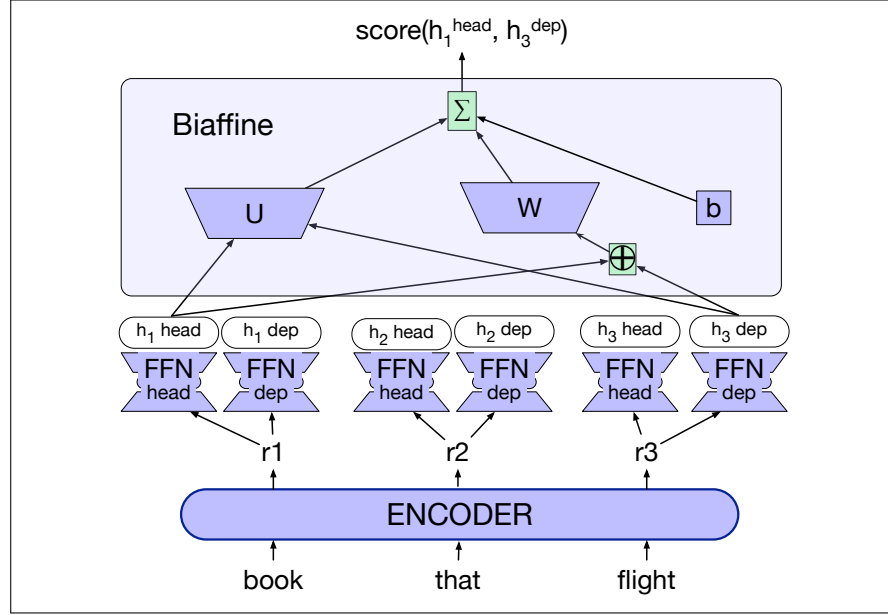 score(h₁ʰᵉᵃᵈ, h₃ᵈᵉᵖ)
Σ
Biaffine
U W b
⊕
h₁ head h₁ dep h₂ head h₂ dep h₃ head h₃ dep
FFN head FFN dep FFN head FFN dep FFN head FFN dep
r1 r2 r3
ENCODER
book that flight